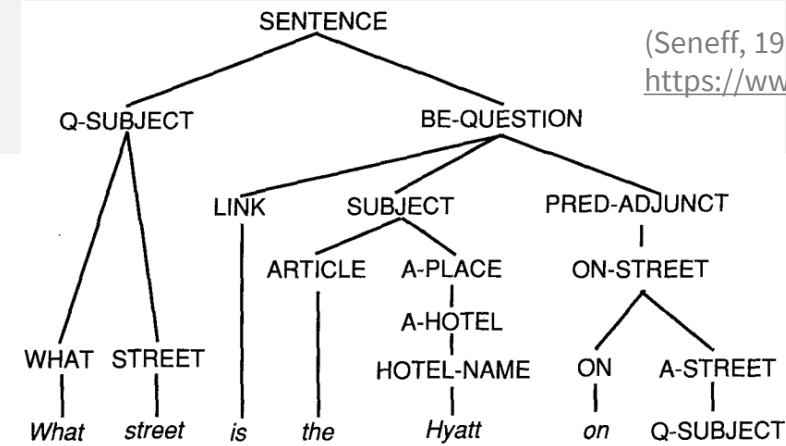 SENTENCE
(Seneff, 19
https://ww
Q-SUBJECT BE-QUESTION
LINK SUBJECT PRED-ADJUNCT
ARTICLE A-PLACE ON-STREET
A-HOTEL
WHAT STREET HOTEL-NAME ON A-STREET
What street is the Hyatt on Q-SUBJECT